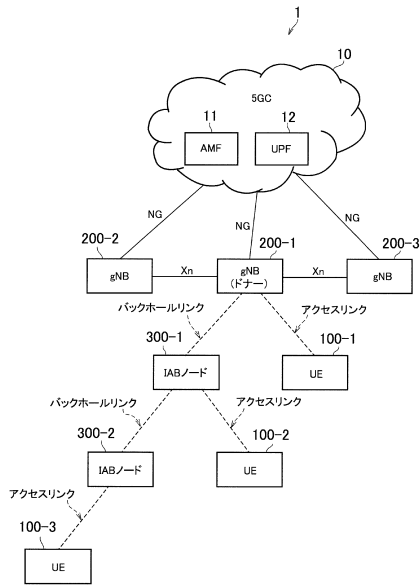 1
10
5GC
11
12
AMF
UPF
NG
NG
NG
200-2
200-1
200-3
gNB
Xn
gNB
(ドナー)
Xn
gNB
バックホールリンク
アクセスリンク
300-1
100-1
IABノード
UE
バックホールリンク
アクセスリンク
300-2
100-2
IABノード
UE
アクセスリンク
100-3
UE